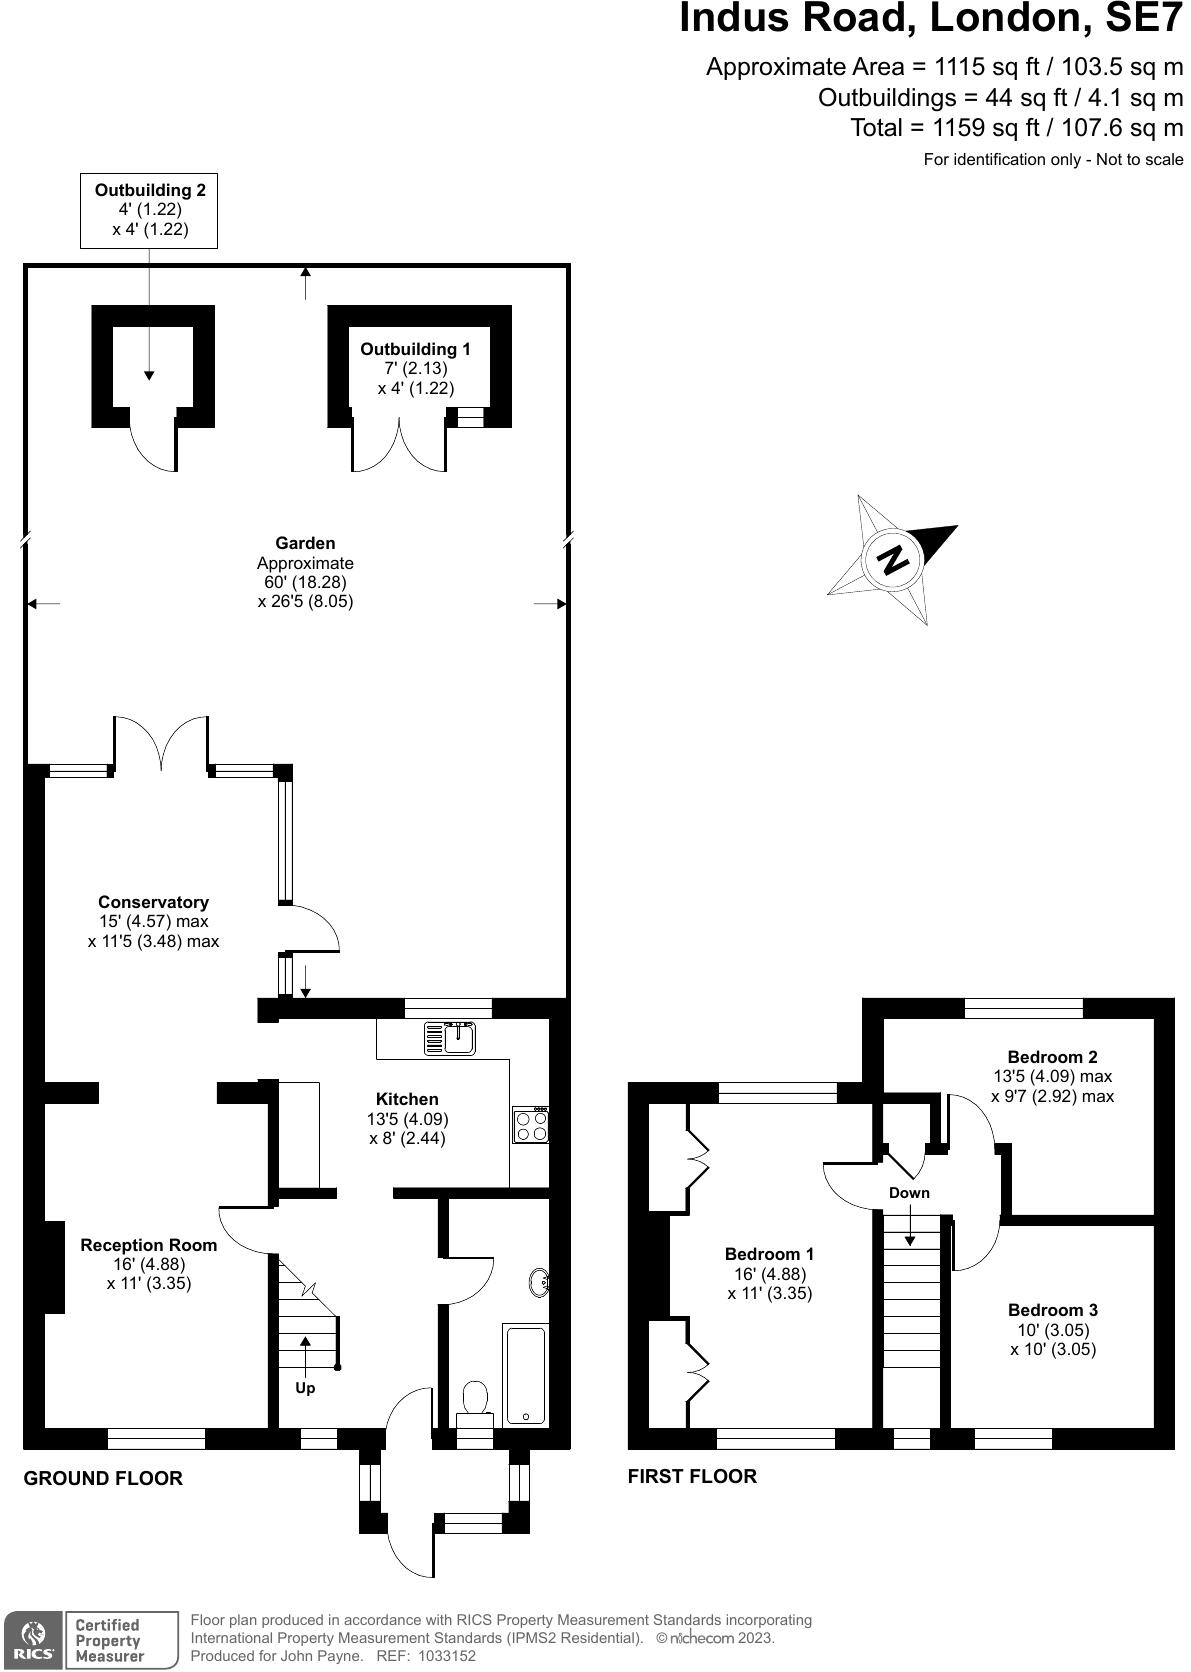 Indus Road, London, SE7
Approximate Area = 1115 sq ft / 103.5 sq m
Outbuildings = 44 sq ft / 4.1 sq m
Total = 1159 sq ft / 107.6 sq m
For identification only - Not to scale
Outbuilding 2
4' (1.22)
x 4' (1.22)
Outbuilding 1
7' (2.13)
x 4' (1.22)
Garden
Approximate
60' (18.28)
x 26'5 (8.05)
N
Conservatory
15' (4.57) max
x 11'5 (3.48) max
Kitchen
13'5 (4.09)
x 8' (2.44)
Reception Room
16' (4.88)
x 11' (3.35)
Up
GROUND FLOOR
Bedroom 2
13'5 (4.09) max
x 9'7 (2.92) max
Down
Bedroom 1
16' (4.88)
x 11' (3.35)
Bedroom 3
10' (3.05)
x 10' (3.05)
FIRST FLOOR
RICS
Certified
Property
Measurer
Floor plan produced in accordance with RICS Property Measurement Standards incorporating
International Property Measurement Standards (IPMS2 Residential). © nichecom 2023.
Produced for John Payne. REF: 1033152